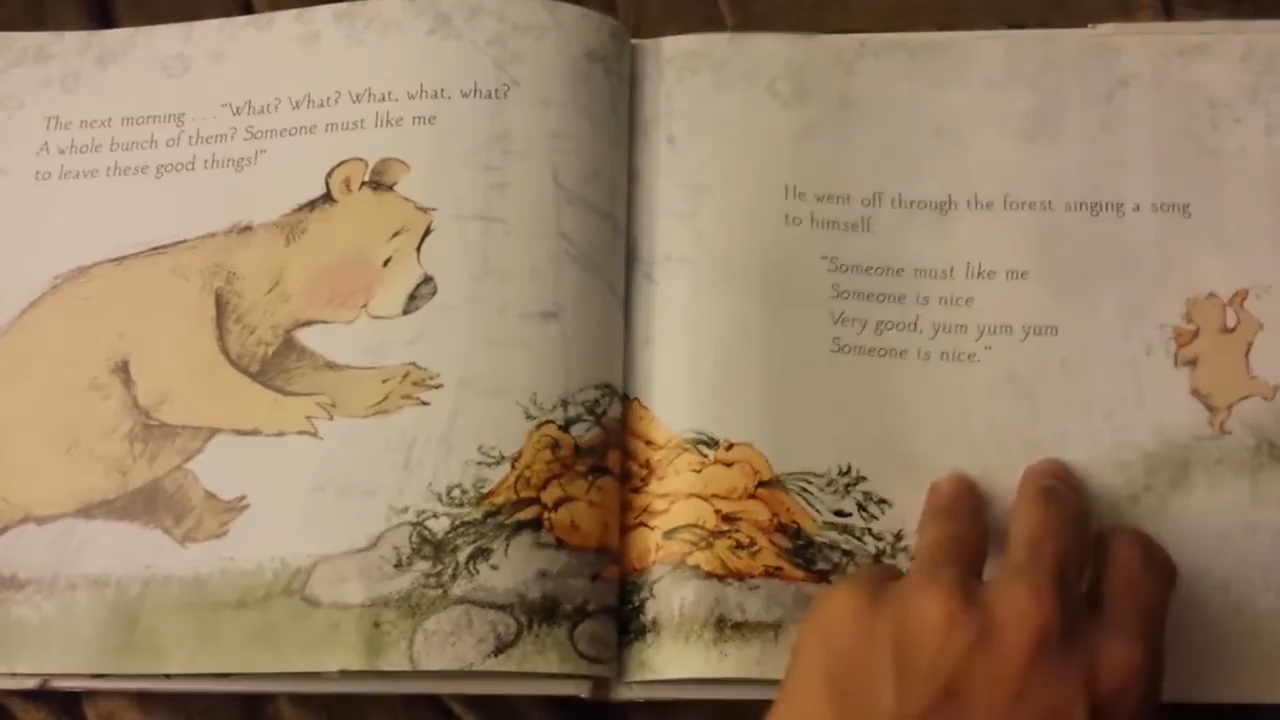 The next morning . . . "What? What? What, what, what?
A whole bunch of them? Someone must like me
to leave these good things!"
He went off through the forest singing a song
to himself.
"Someone must like me
Someone is nice
Very good, yum yum yum
Someone is nice."